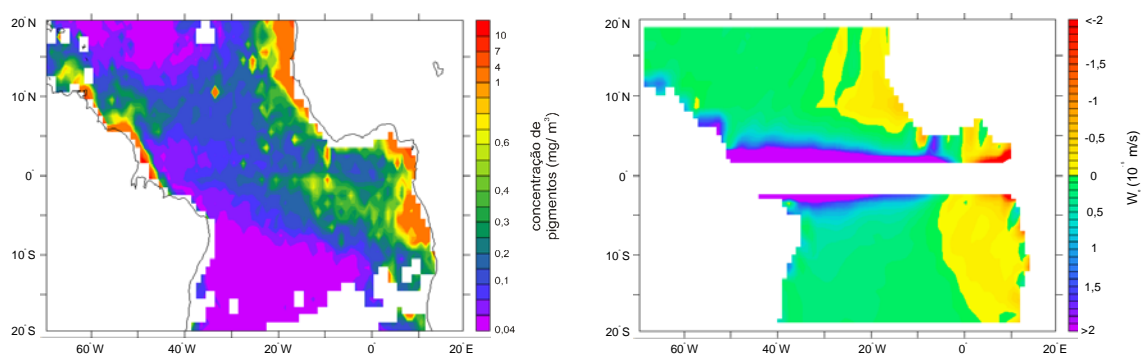 20˚N
10˚N
0˚
10˚S
20˚S
60˚W
40˚W
20˚W
0˚
20˚E
10
7
4
1
0,6
0,4
0,3
0,2
0,1
0,04
concentração de
pigmentos (mg/ m³)
20˚N
10˚N
0˚
10˚S
20˚S
60˚W
40˚W
20˚W
0˚
20˚E
<-2
-1,5
-1
-0,5
0
0,5
1
1,5
>2
m/s)